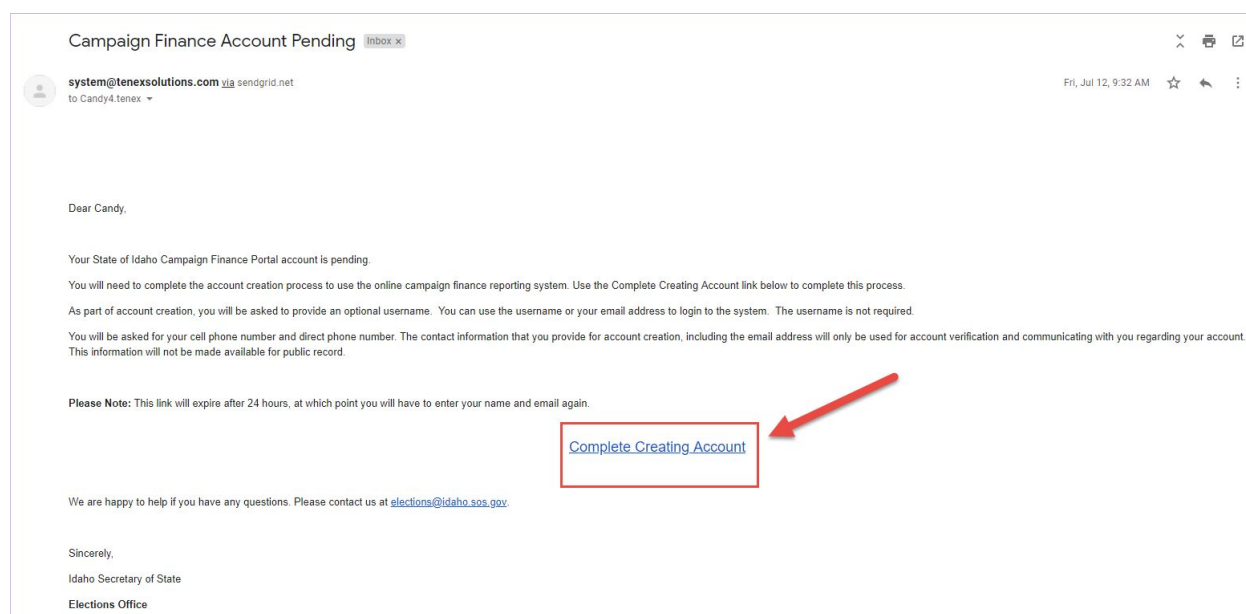 Campaign Finance Account Pending Inbox x
system@tenexsolutions.com via sendgrid.net
Fri, Jul 12, 9:32 AM
to Candy4.tenex
Dear Candy,
Your State of Idaho Campaign Finance Portal account is pending.
You will need to complete the account creation process to use the online campaign finance reporting system. Use the Complete Creating Account link below to complete this process.
As part of account creation, you will be asked to provide an optional username. You can use the username or your email address to login to the system. The username is not required.
You will be asked for your cell phone number and direct phone number. The contact information that you provide for account creation, including the email address will only be used for account verification and communicating with you regarding your account.
This information will not be made available for public record.
Please Note: This link will expire after 24 hours, at which point you will have to enter your name and email again.
Complete Creating Account
We are happy to help if you have any questions. Please contact us at elections@idaho.sos.gov.
Sincerely,
Idaho Secretary of State
Elections Office